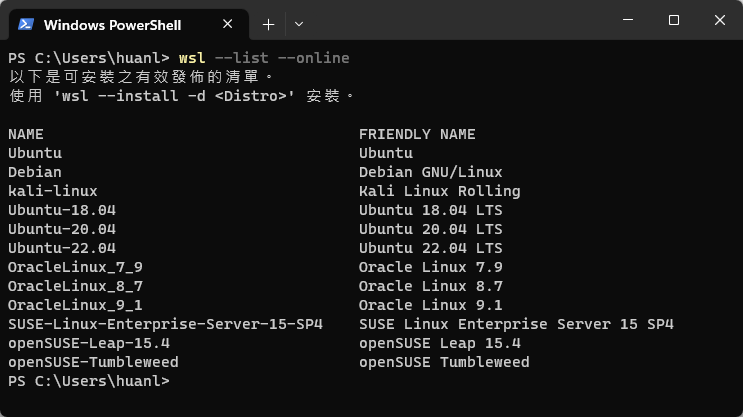 Windows PowerShell
PS C:\Users\huanl> wsl --list --online
以下是可安裝之有效發佈的清單。
使用 'wsl --install -d <Distro>' 安裝。
NAME                                   FRIENDLY NAME
Ubuntu                                 Ubuntu
Debian                                 Debian GNU/Linux
kali-linux                             Kali Linux Rolling
Ubuntu-18.04                           Ubuntu 18.04 LTS
Ubuntu-20.04                           Ubuntu 20.04 LTS
Ubuntu-22.04                           Ubuntu 22.04 LTS
OracleLinux_7_9                        Oracle Linux 7.9
OracleLinux_8_7                        Oracle Linux 8.7
OracleLinux_9_1                        Oracle Linux 9.1
SUSE-Linux-Enterprise-Server-15-SP4    SUSE Linux Enterprise Server 15 SP4
openSUSE-Leap-15.4                     openSUSE Leap 15.4
openSUSE-Tumbleweed                    openSUSE Tumbleweed
PS C:\Users\huanl>